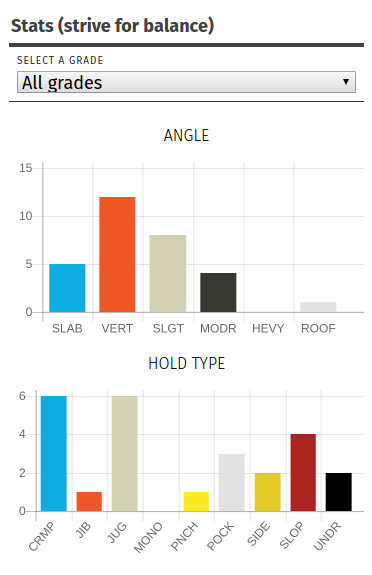 Stats (strive for balance)
SELECT A GRADE
All grades
ANGLE
15
10
5
0
SLAB VERT SLGT MODR HEVY ROOF
HOLD TYPE
6
4
2
0
CRMP JIB JUG MONO PNCH POCK SIDE SLOP UNDR